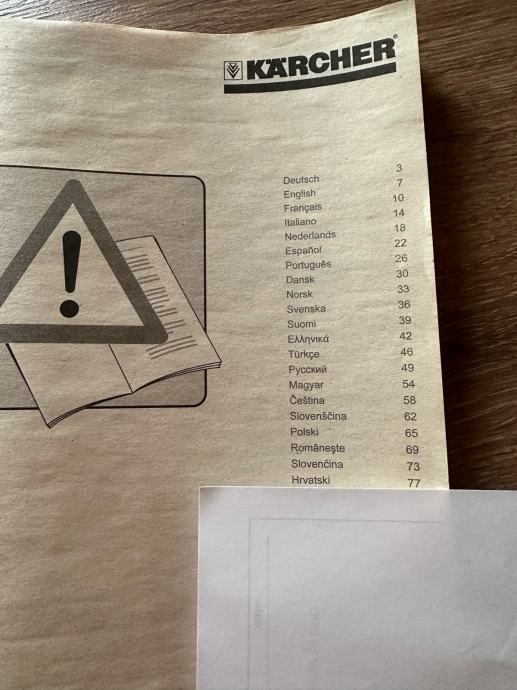 KÄRCHER®
Deutsch 3
English 7
Français 10
Italiano 14
Nederlands 18
Español 22
Português 26
Dansk 30
Norsk 33
Svenska 36
Suomi 39
Ελληνικά 42
Türkçe 46
Русский 49
Magyar 54
Čeština 58
Slovenščina 62
Polski 65
Româneşte 69
Slovenčina 73
Hrvatski 77